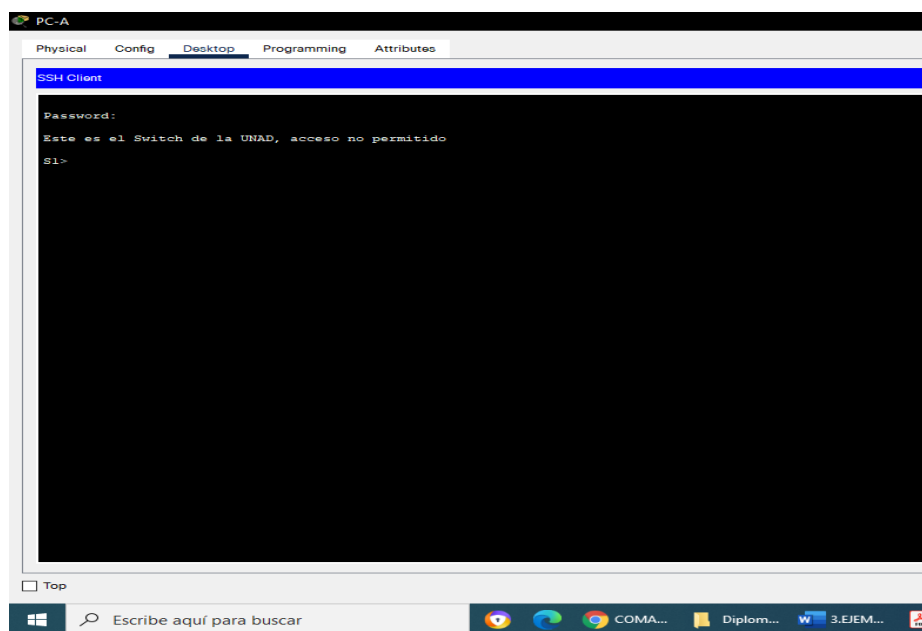 PC-A
Physical Config Desktop Programming Attributes
SSH Client
Password:
Este es el Switch de la UNAD, acceso no permitido
S1>
Top
Escribe aquí para buscar
COMA...
Diplom...
3.EJEM...